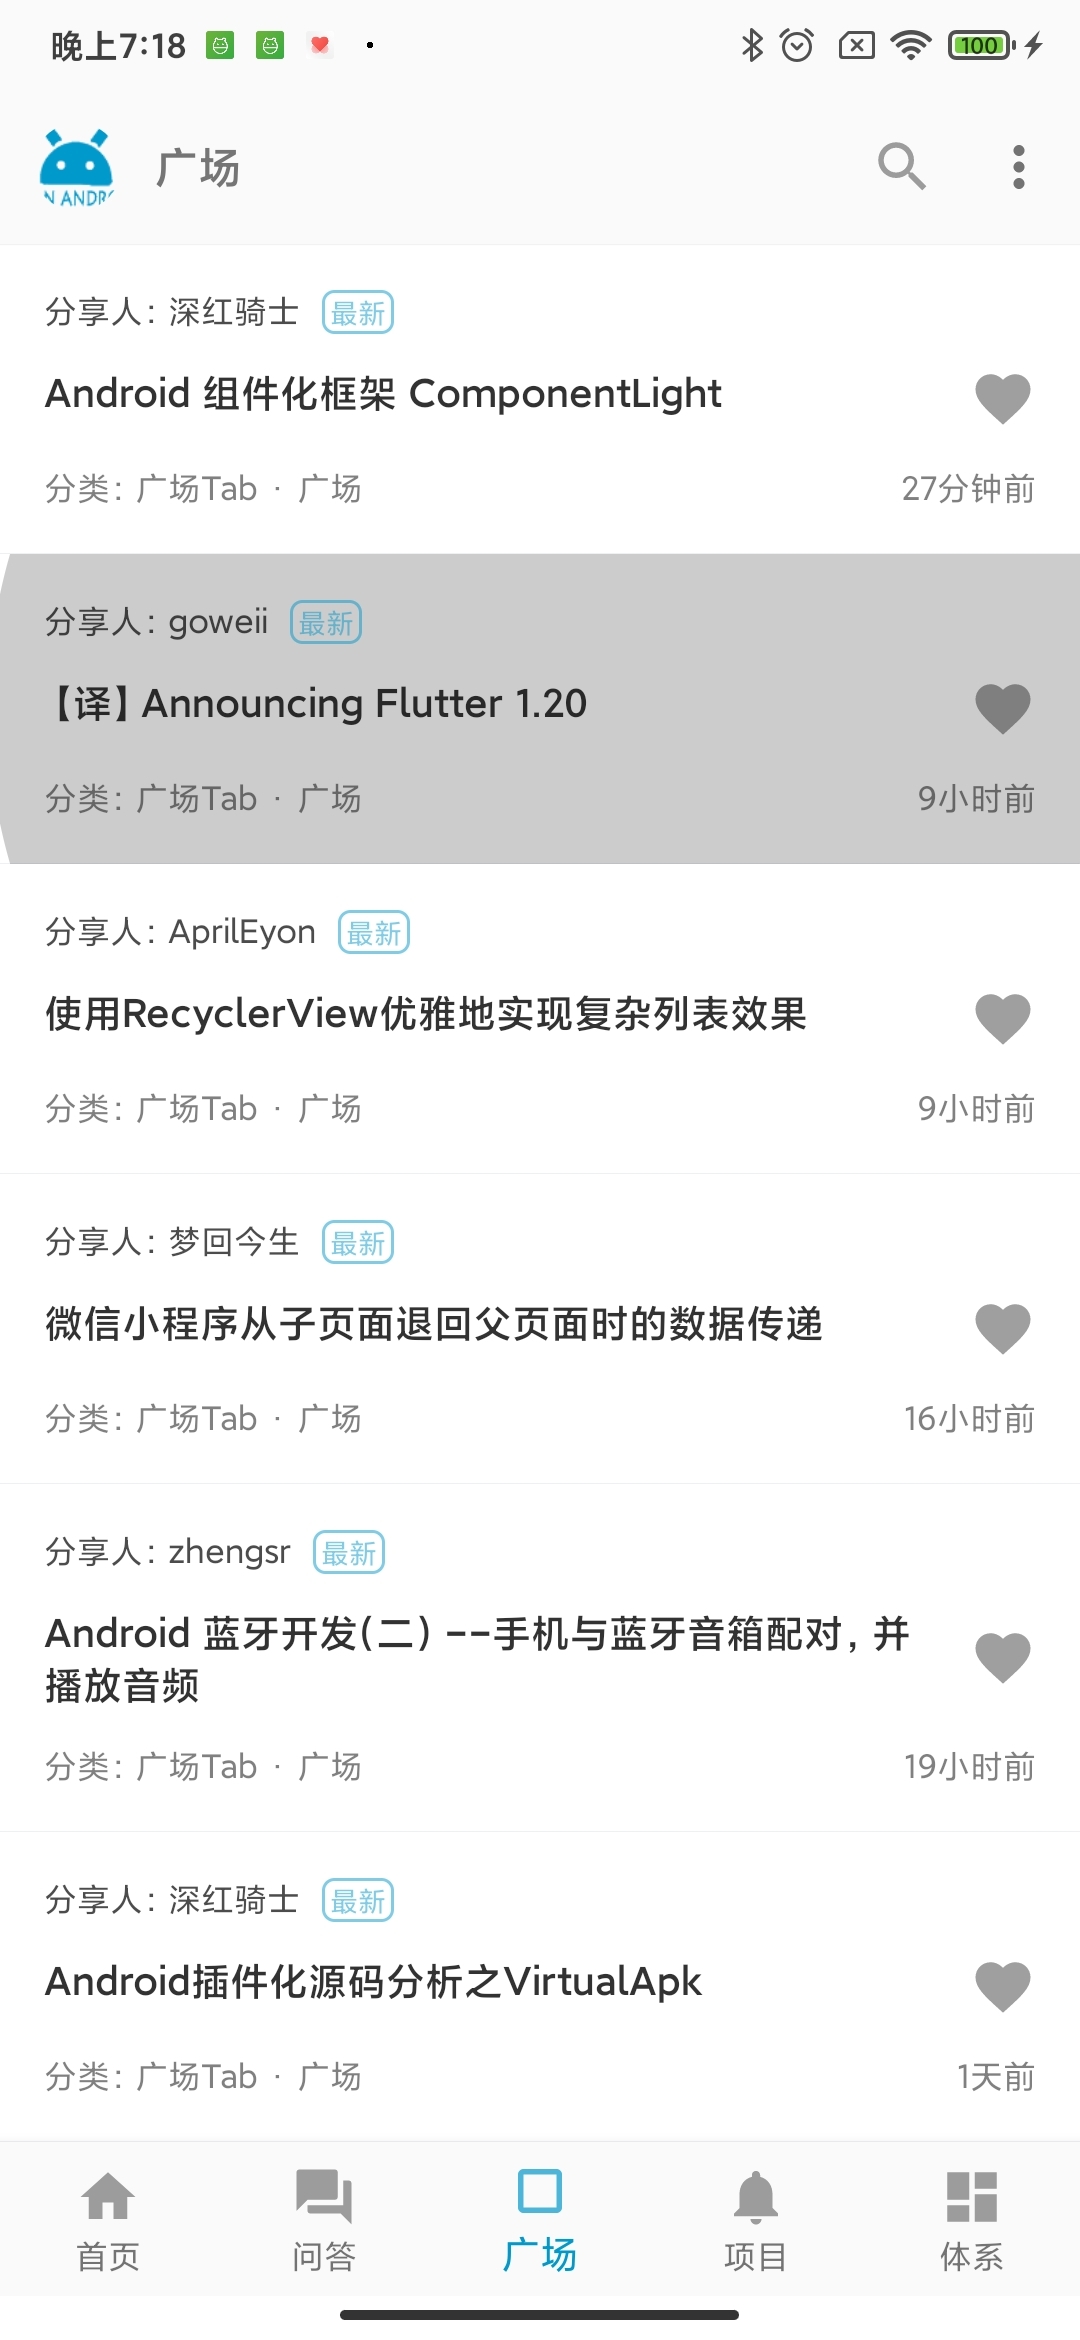 晚上7:18
100
N ANDR
广场
分享人: 深红骑士 最新
Android 组件化框架 ComponentLight
分类: 广场Tab · 广场 27分钟前
分享人: goweii 最新
【译】Announcing Flutter 1.20
分类: 广场Tab · 广场 9小时前
分享人: AprilEyon 最新
使用RecyclerView优雅地实现复杂列表效果
分类: 广场Tab · 广场 9小时前
分享人: 梦回今生 最新
微信小程序从子页面退回父页面时的数据传递
分类: 广场Tab · 广场 16小时前
分享人: zhengsr 最新
Android 蓝牙开发(二) --手机与蓝牙音箱配对, 并
播放音频
分类: 广场Tab · 广场 19小时前
分享人: 深红骑士 最新
Android插件化源码分析之VirtualApk
分类: 广场Tab · 广场 1天前
首页 问答 广场 项目 体系